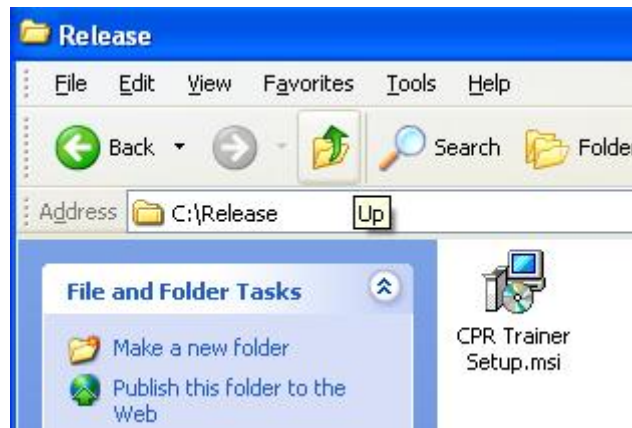 Release
File Edit View Favorites Tools Help
Back Search Folde
Address C:\Release Up
File and Folder Tasks
Make a new folder
Publish this folder to the
Web
CPR Trainer
Setup.msi